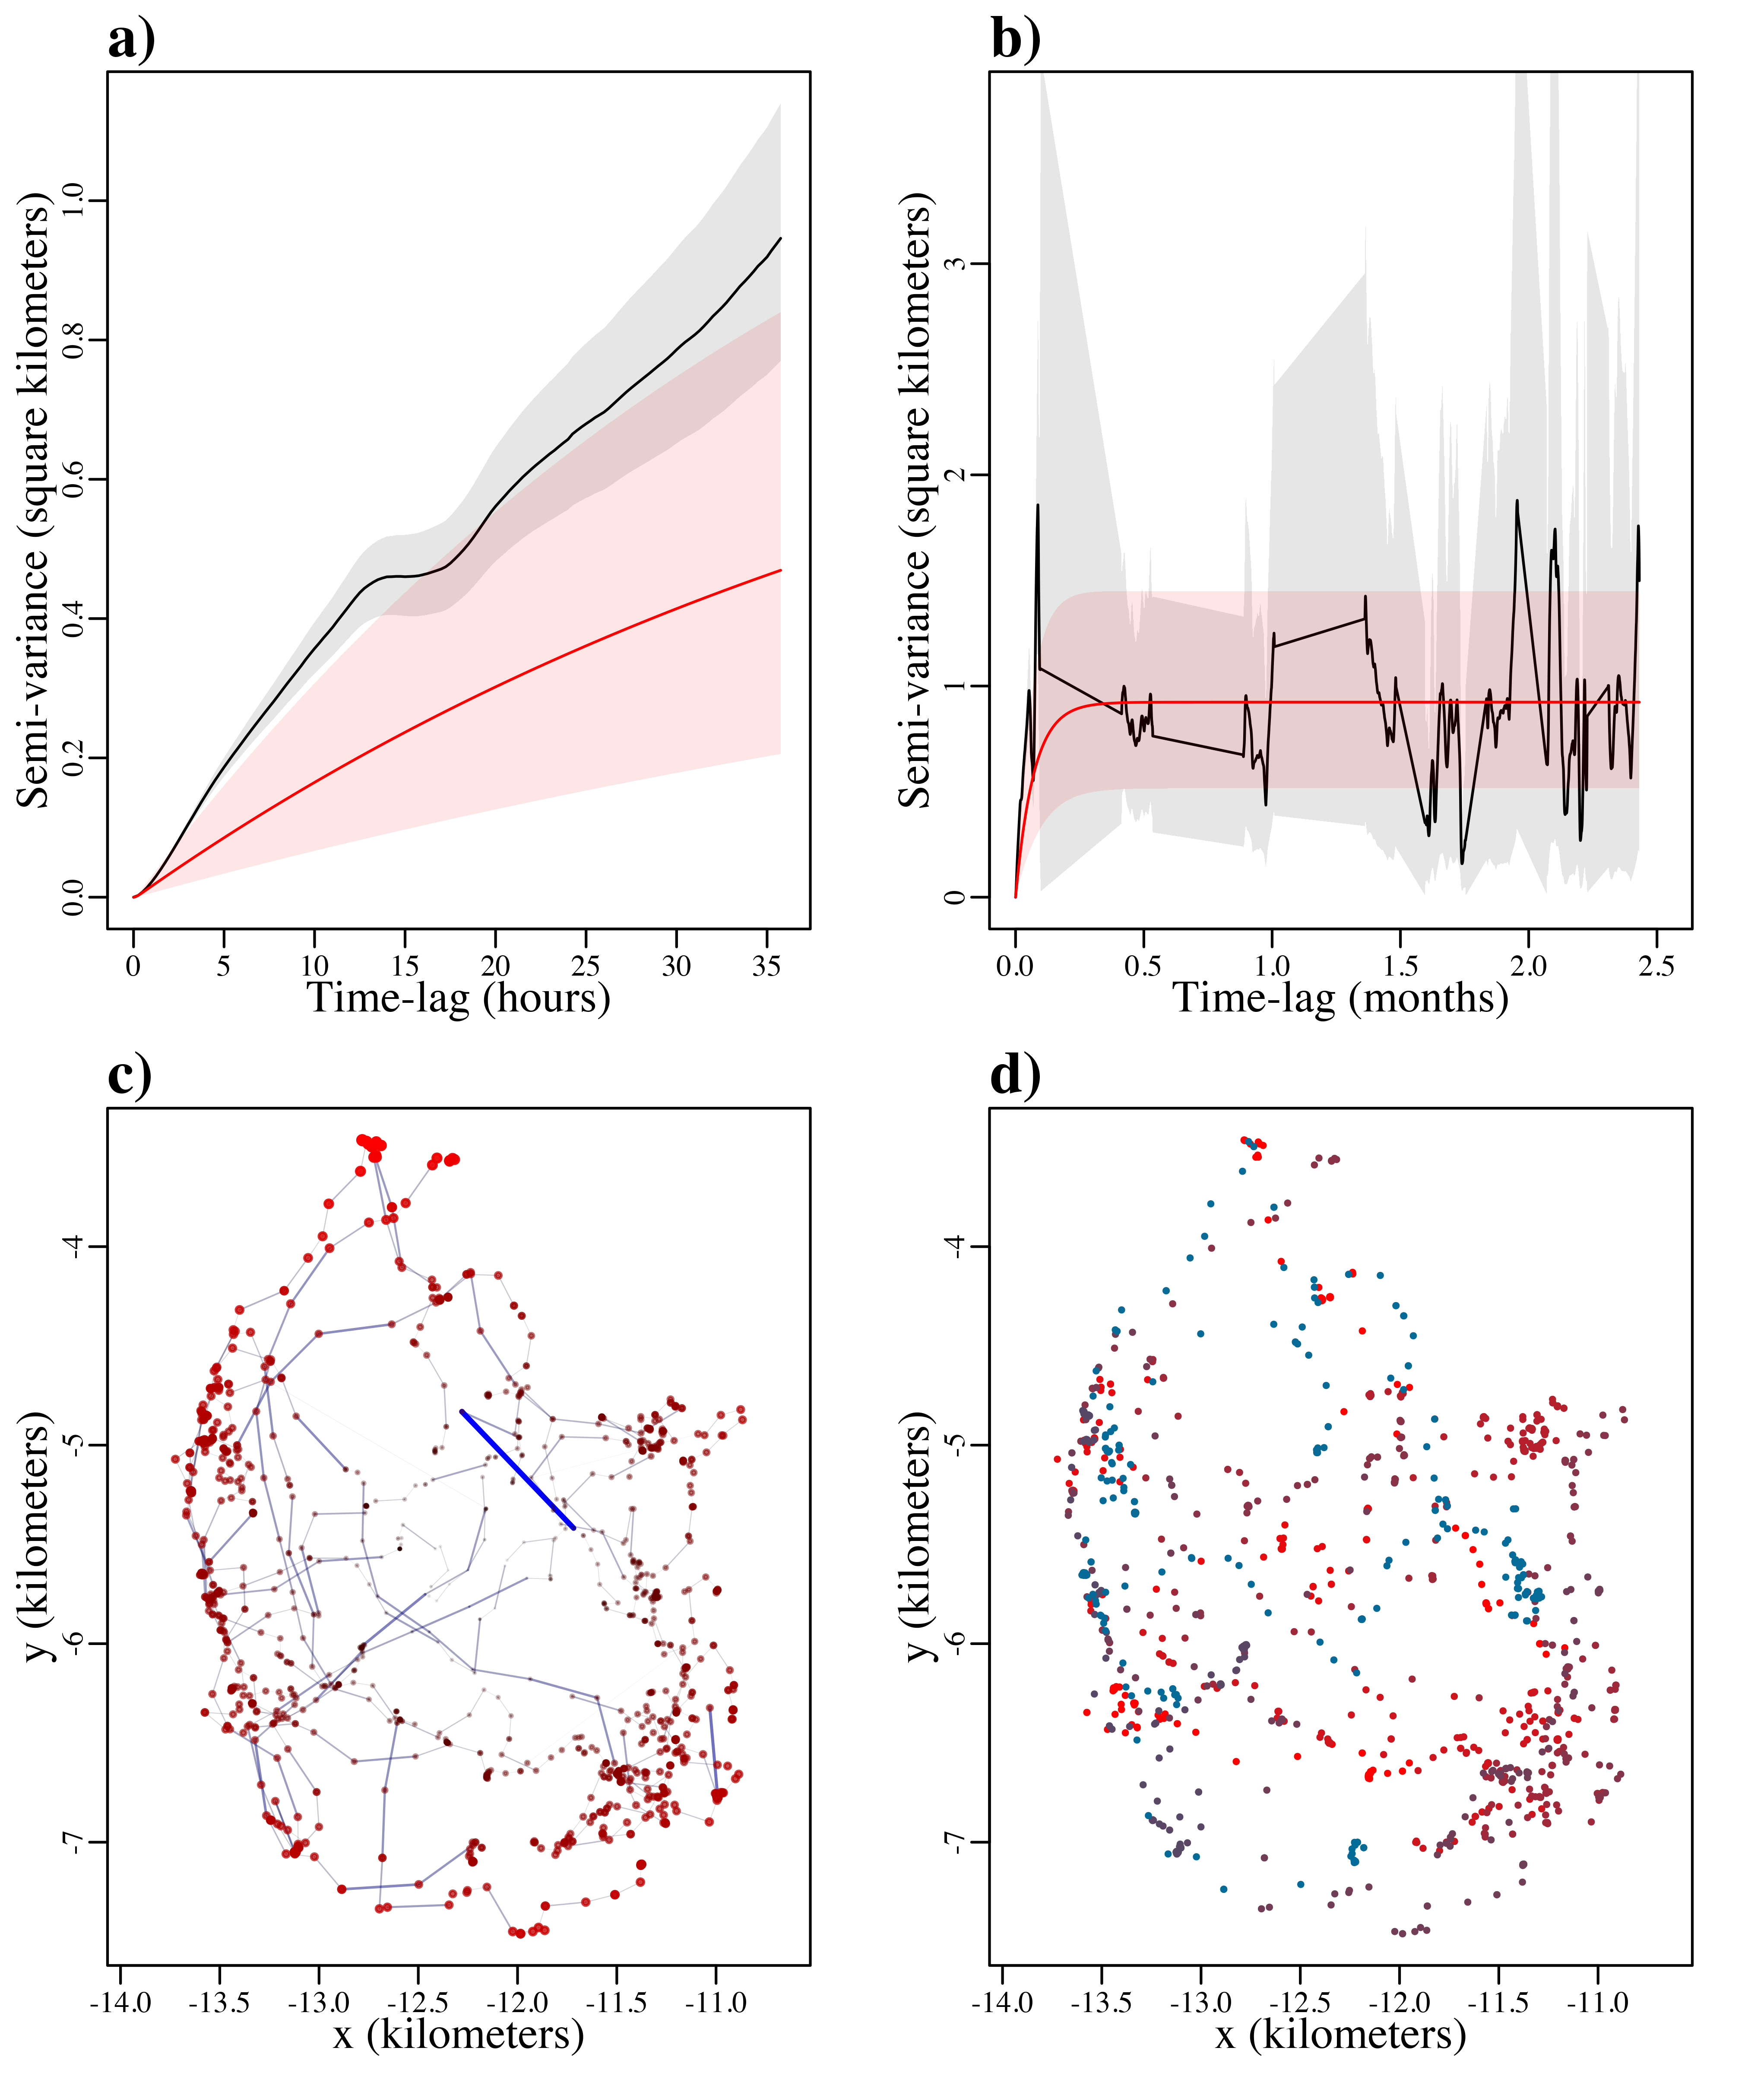 a)
Semi-variance (square kilometers)
0.0 0.2 0.4 0.6 0.8 1.0
0 5 10 15 20 25 30 35
Time-lag (hours)
b)
Semi-variance (square kilometers)
0 1 2 3
0.0 0.5 1.0 1.5 2.0 2.5
Time-lag (months)
c)
y (kilometers)
-4
-5
-6
-7
-14.0 -13.5 -13.0 -12.5 -12.0 -11.5 -11.0
x (kilometers)
d)
y (kilometers)
-4
-5
-6
-7
-14.0 -13.5 -13.0 -12.5 -12.0 -11.5 -11.0
x (kilometers)